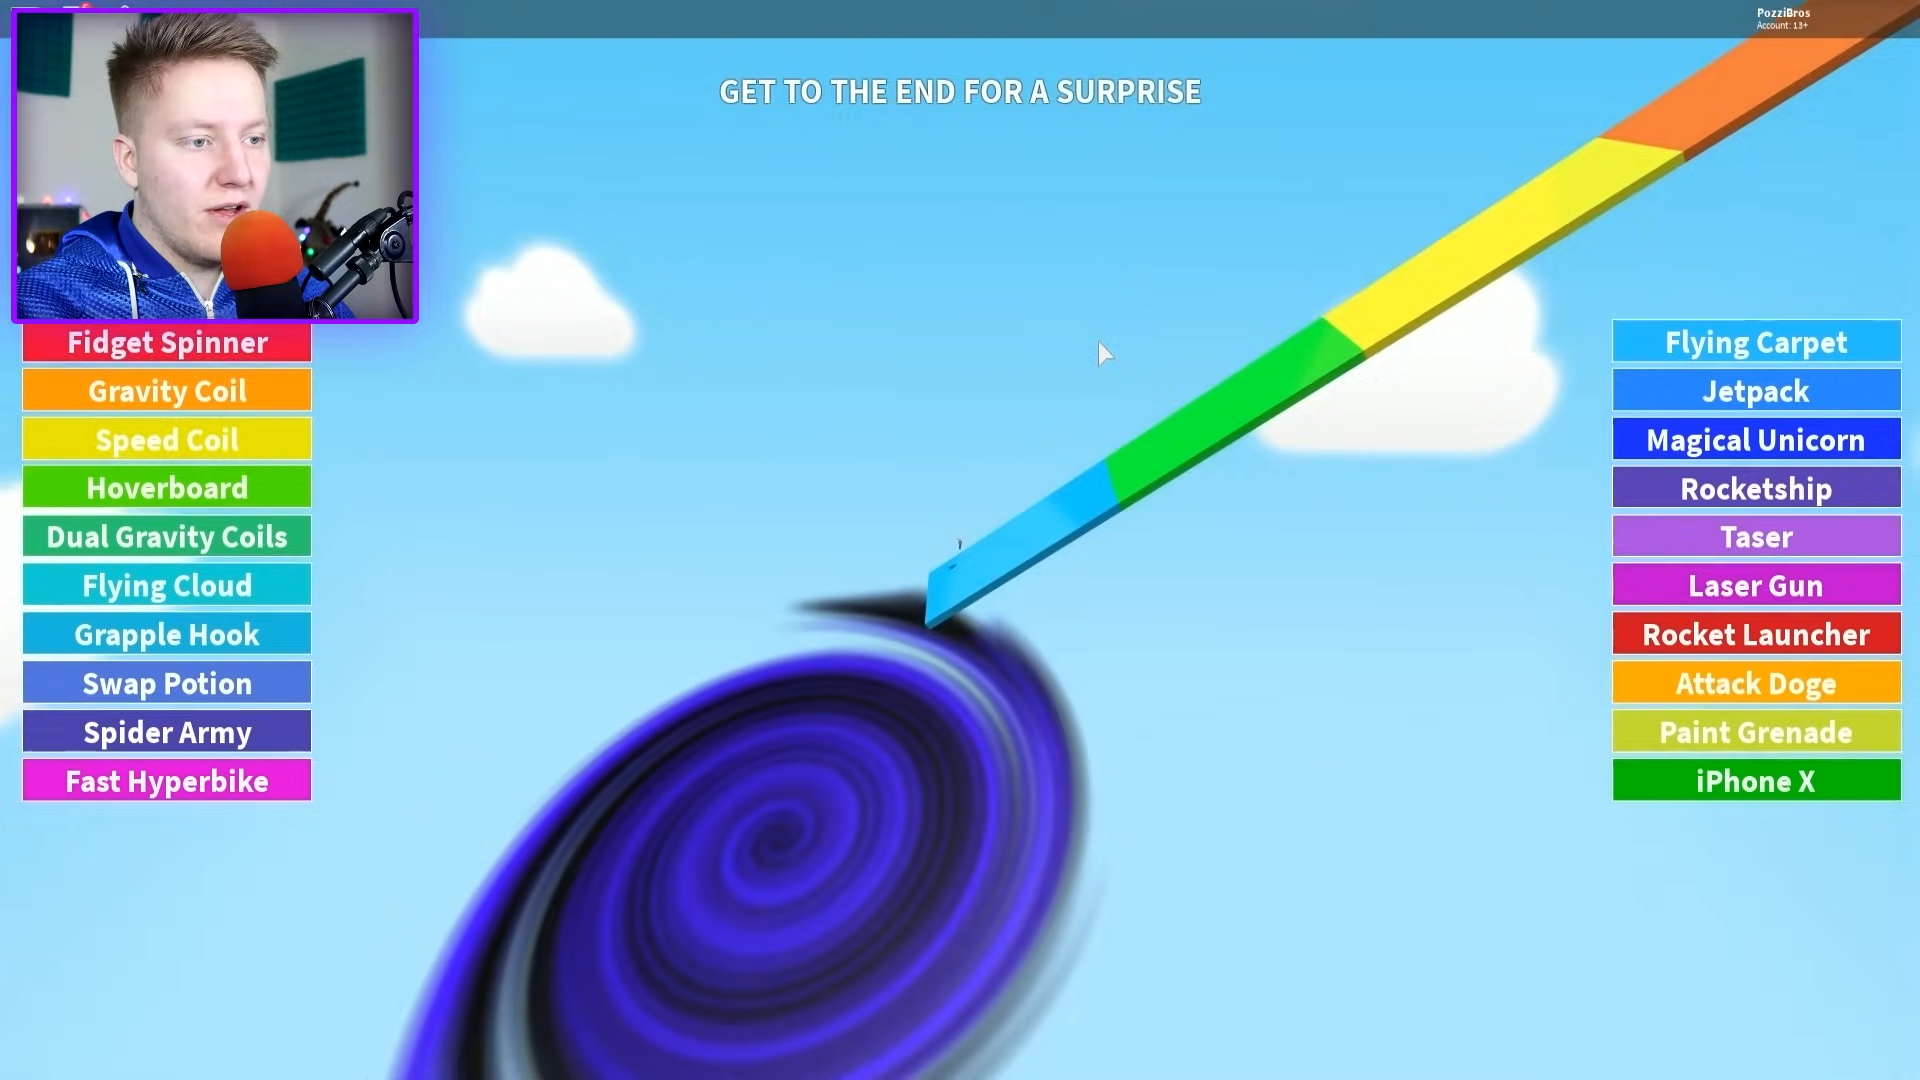 PozziBros
Account: 13+
GET TO THE END FOR A SURPRISE
Fidget Spinner
Gravity Coil
Speed Coil
Hoverboard
Dual Gravity Coils
Flying Cloud
Grapple Hook
Swap Potion
Spider Army
Fast Hyperbike
Flying Carpet
Jetpack
Magical Unicorn
Rocketship
Taser
Laser Gun
Rocket Launcher
Attack Doge
Paint Grenade
iPhone X